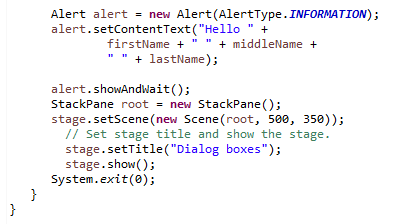 Alert alert = new Alert(AlertType.INFORMATION);
alert.setContentText("Hello " +
firstName + " " + middleName +
" " + lastName);
alert.showAndWait();
StackPane root = new StackPane();
stage.setScene(new Scene(root, 500, 350));
// Set stage title and show the stage.
stage.setTitle("Dialog boxes");
stage.show();
System.exit(0);
}
}